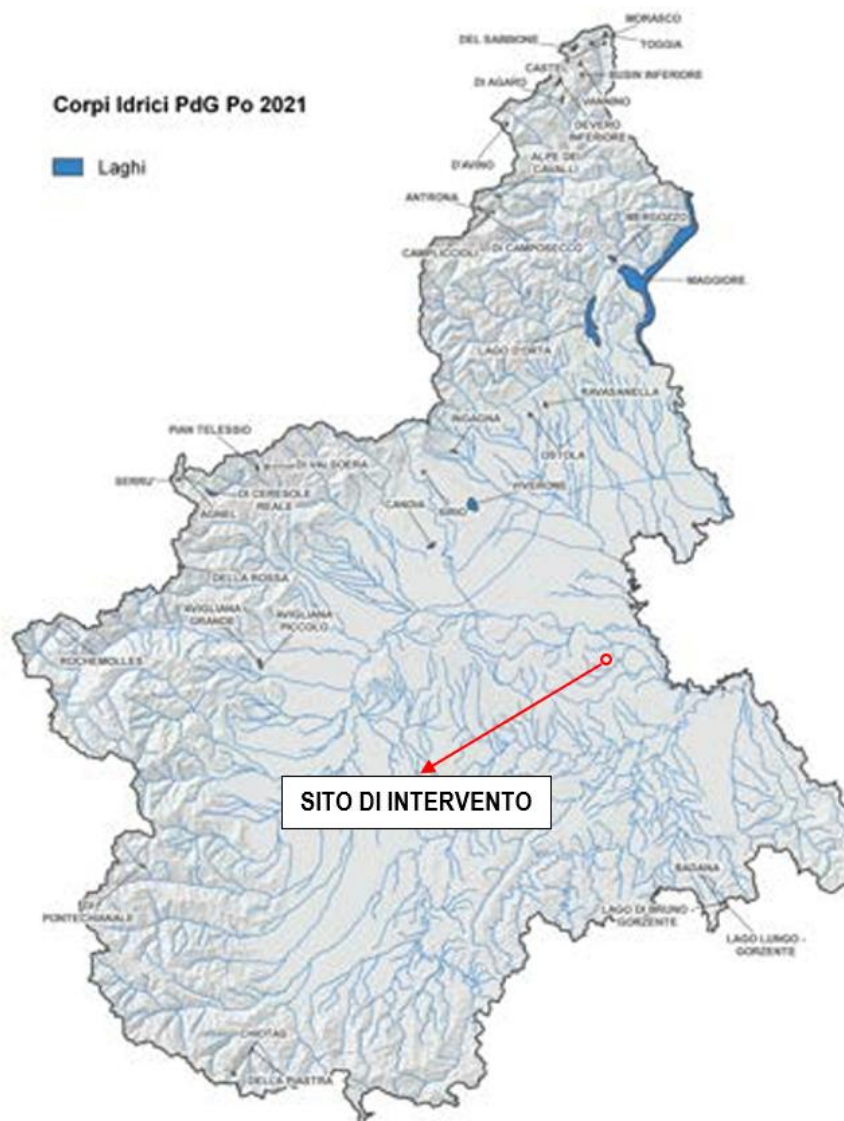 MORASCO
DEL SABBIONE
TOGGIA
CASTEL
BUSIN INFERIORE
DI AGARO
VANNINO
Corpi Idrici PdG Po 2021
DEVERO
INFERIORE
D'AVINO
ALPE DEI
CAVALLI
Laghi
ANTRONA
MERGOZZO
CAMPLICCIOLI
DI CAMPOSECCO
MAGGIORE
LAGO D'ORTA
RAVASANELLA
PIAN TELESSIO
INGAGNA
OSTOLA
DI VALSOERA
SERRU'
VIVERONE
DI CERESOLE
REALE
CANDIA
SIRIO
AGNEL
DELLA ROSSA
AVIGLIANA
GRANDE
AVIGLIANA
PICCOLO
ROCHEMOLLES
SITO DI INTERVENTO
BADANA
PONTECHIANALE
LAGO DI BRUNO -
GORZENTE
LAGO LUNGO -
GORZENTE
CHIOTAS
DELLA PIASTRA